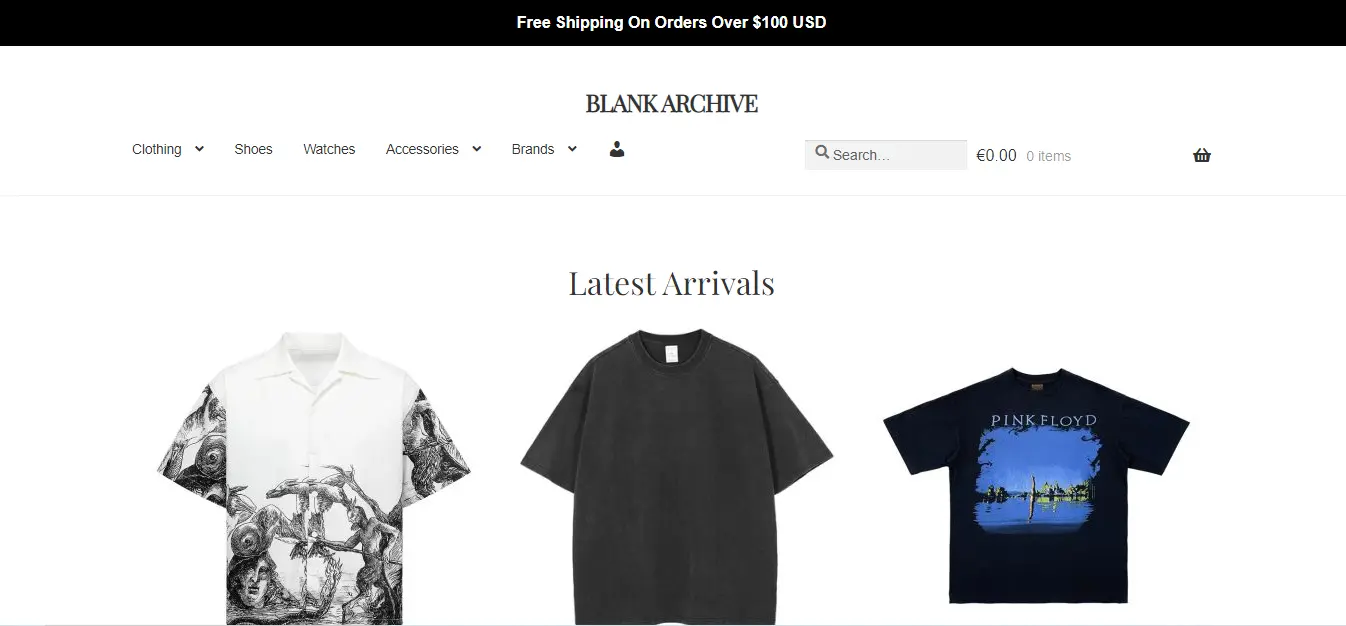 Free Shipping On Orders Over $100 USD
BLANK ARCHIVE
Clothing Shoes Watches Accessories Brands Search… €0.00 0 items
Latest Arrivals
PINK FLOYD